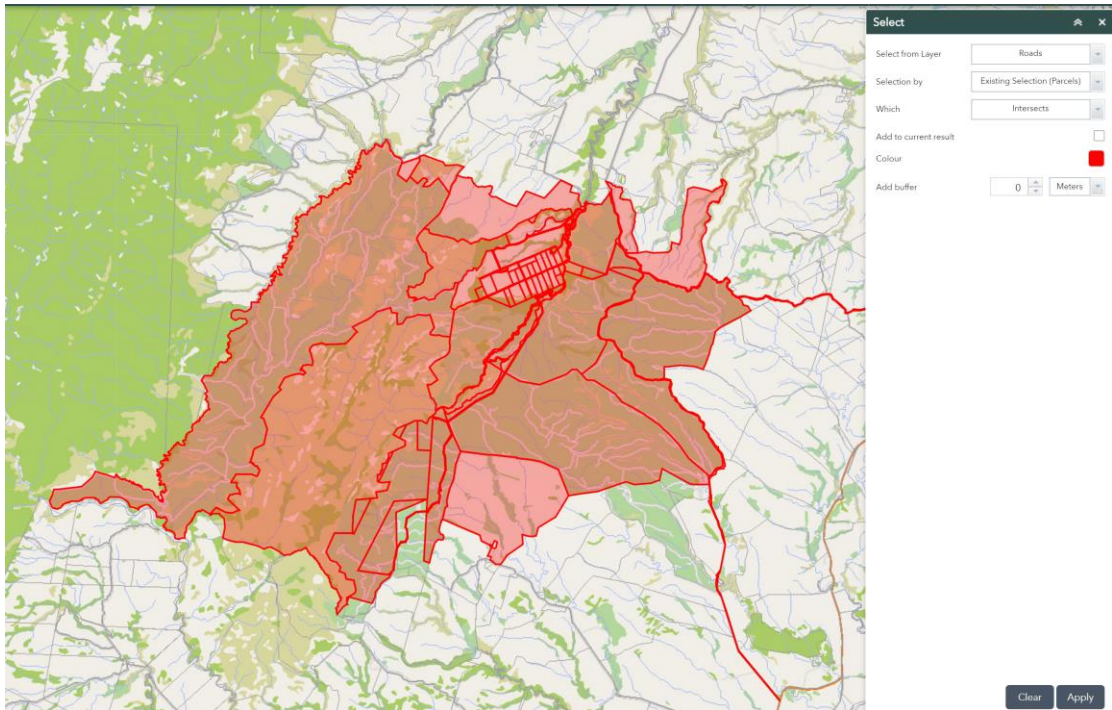 Select
Select from Layer Roads
Selection by Existing Selection (Parcels)
Which Intersects
Add to current result
Colour
Add buffer 0 Meters
Clear Apply